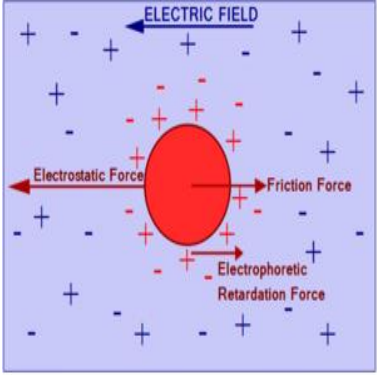 ELECTRIC FIELD
Electrostatic Force
Friction Force
Electrophoretic
Retardation Force